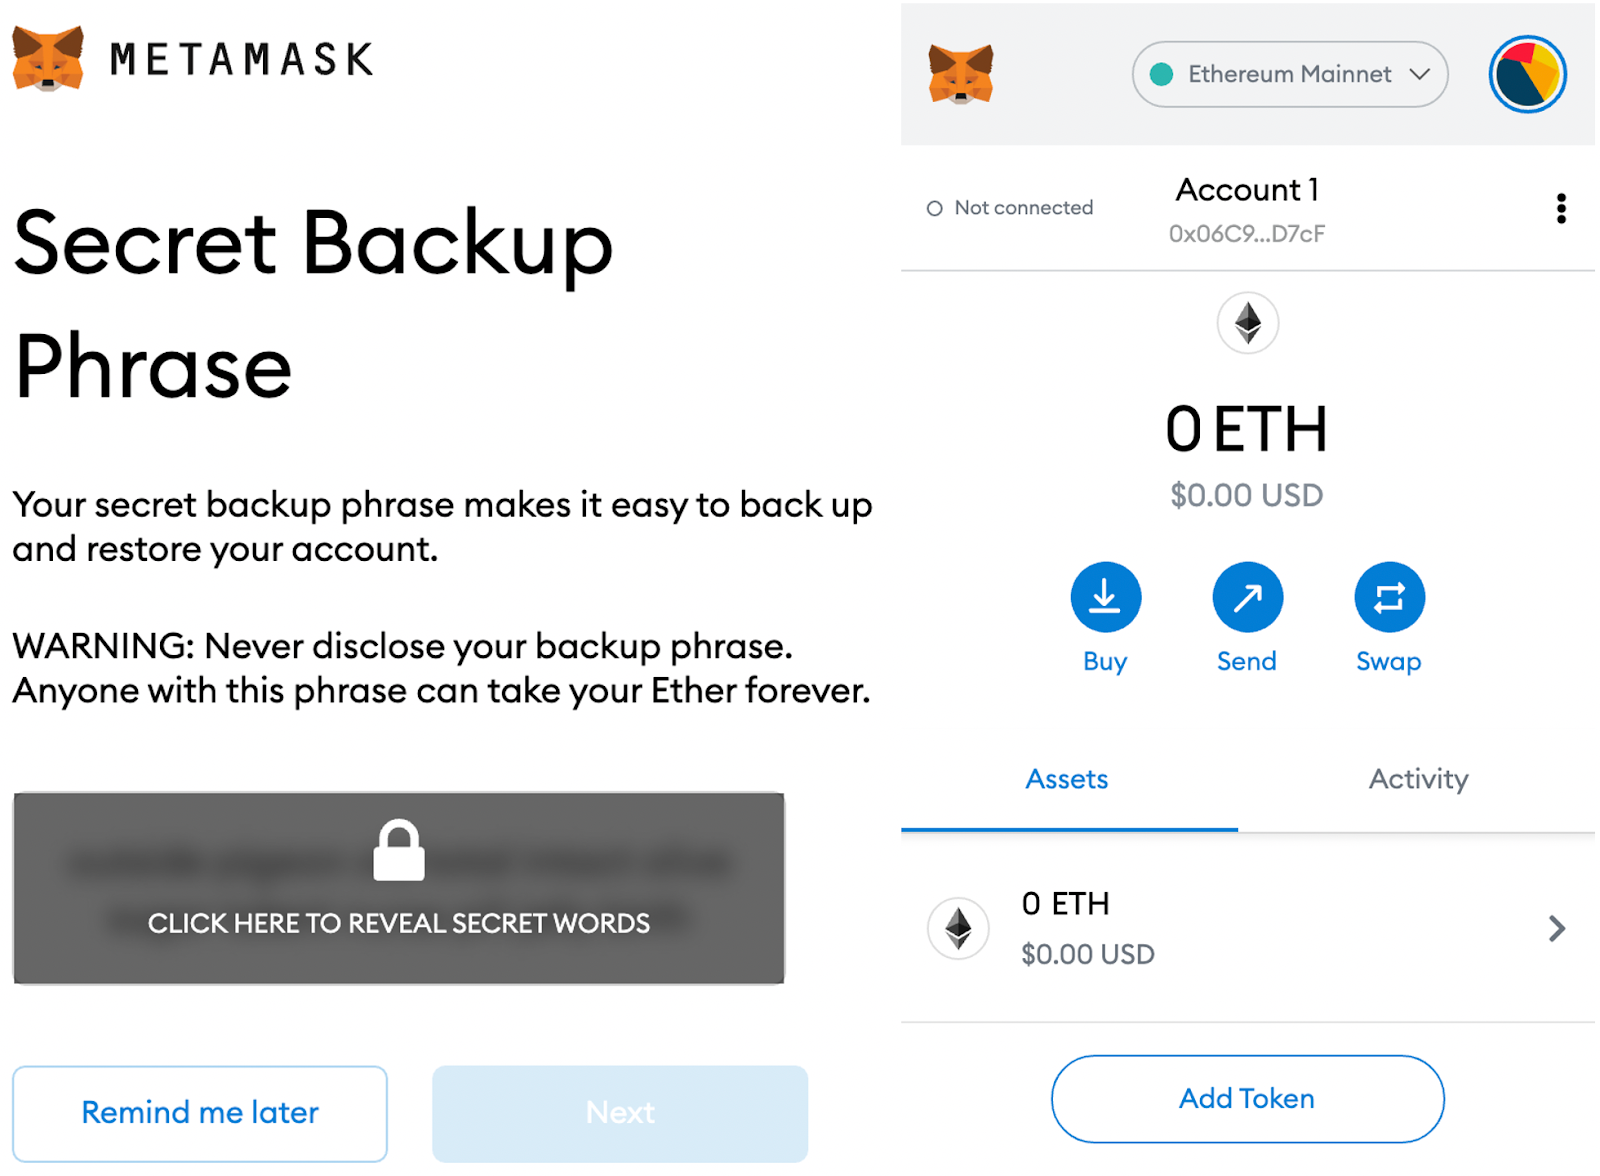 METAMASK
Secret Backup
Phrase
Your secret backup phrase makes it easy to back up
and restore your account.
WARNING: Never disclose your backup phrase.
Anyone with this phrase can take your Ether forever.
CLICK HERE TO REVEAL SECRET WORDS
Remind me later
Next
Ethereum Mainnet
Not connected
Account 1
0x06C9...D7cF
0 ETH
$0.00 USD
Buy
Send
Swap
Assets
Activity
0 ETH
$0.00 USD
Add Token